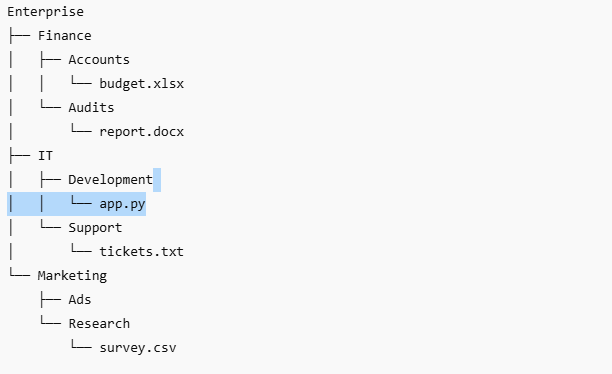 Enterprise
├── Finance
│   ├── Accounts
│   │   └── budget.xlsx
│   └── Audits
│       └── report.docx
├── IT
│   ├── Development
│   │   └── app.py
│   └── Support
│       └── tickets.txt
└── Marketing
    ├── Ads
    └── Research
        └── survey.csv